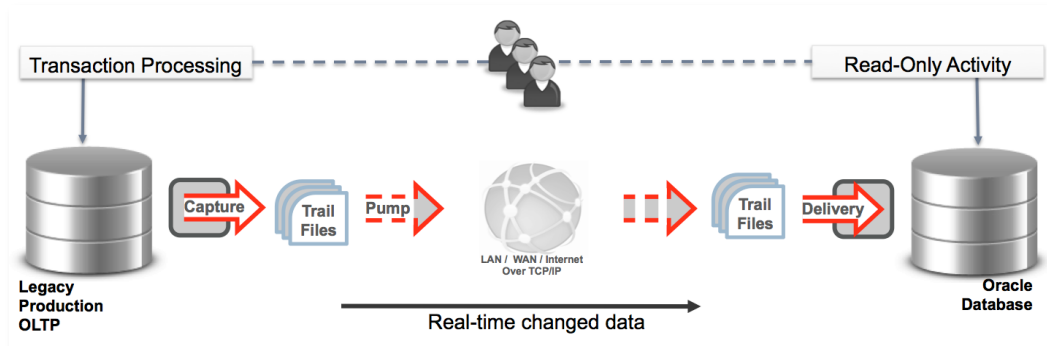 Transaction Processing
Read-Only Activity
Capture
Trail
Files
Pump
LAN / WAN / Internet
Over TCP/IP
Trail
Files
Delivery
Legacy
Production
OLTP
Oracle
Database
Real-time changed data